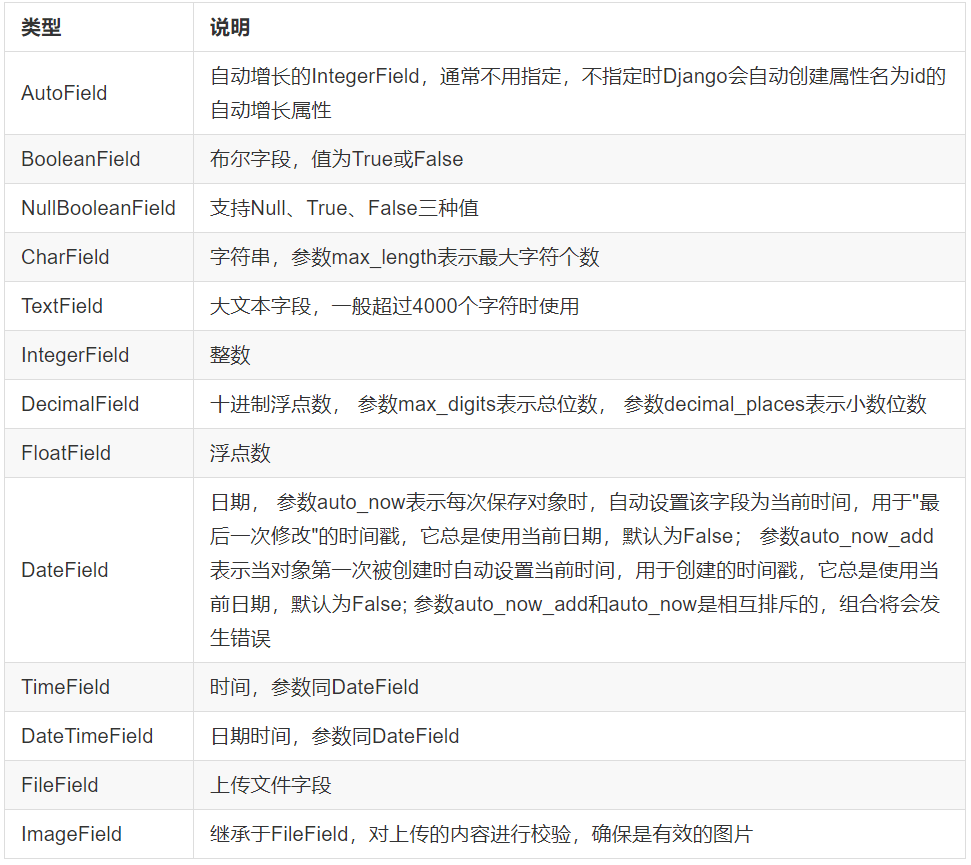 类型 说明
AutoField
自动增长的IntegerField，通常不用指定，不指定时Django会自动创建属性名为id的
自动增长属性
BooleanField 布尔字段，值为True或False
NullBooleanField 支持Null、True、False三种值
CharField 字符串，参数max_length表示最大字符个数
TextField 大文本字段，一般超过4000个字符时使用
IntegerField 整数
DecimalField 十进制浮点数， 参数max_digits表示总位数， 参数decimal_places表示小数位数
FloatField 浮点数
DateField
日期， 参数auto_now表示每次保存对象时，自动设置该字段为当前时间，用于"最
后一次修改"的时间戳，它总是使用当前日期，默认为False； 参数auto_now_add
表示当对象第一次被创建时自动设置当前时间，用于创建的时间戳，它总是使用当
前日期，默认为False; 参数auto_now_add和auto_now是相互排斥的，组合将会发
生错误
TimeField 时间，参数同DateField
DateTimeField 日期时间，参数同DateField
FileField 上传文件字段
ImageField 继承于FileField，对上传的内容进行校验，确保是有效的图片